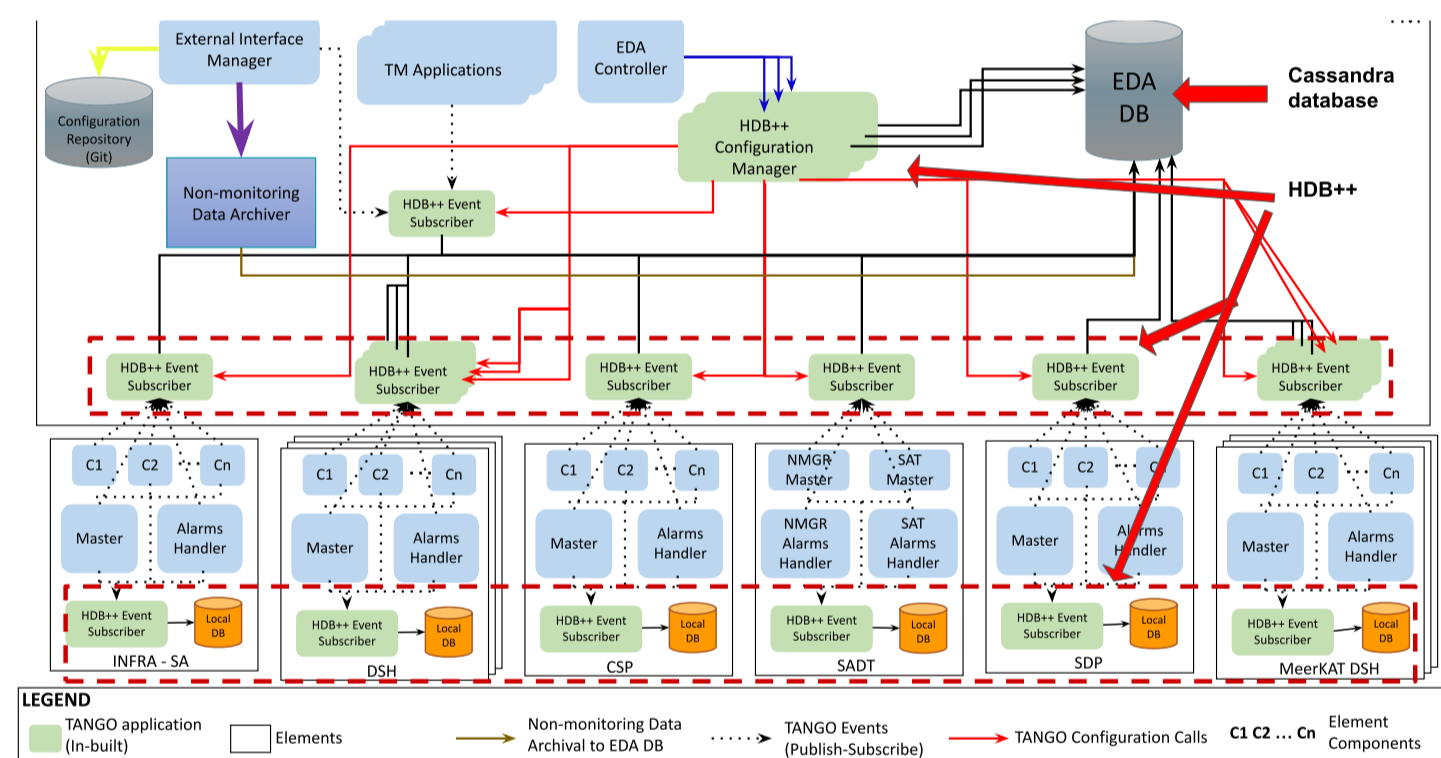 External Interface
Manager
TM Applications
EDA
Controller
EDA
DB
Cassandra
database
Configuration
Repository
(Git)
HDB++
Configuration
Manager
Non-monitoring
Data Archiver
HDB++ Event
Subscriber
HDB++
HDB++ Event
Subscriber
HDB++ Event
Subscriber
HDB++ Event
Subscriber
HDB++ Event
Subscriber
HDB++ Event
Subscriber
HDB++ Event
Subscriber
C1
C2
Cn
Master
Alarms
Handler
HDB++ Event
Subscriber
Local
DB
INFRA - SA
C1
C2
Cn
Master
Alarms
Handler
HDB++ Event
Subscriber
Local
DB
DSH
C1
C2
Cn
Master
Alarms
Handler
HDB++ Event
Subscriber
Local
DB
CSP
NMGR
Master
SAT
Master
NMGR
Alarms
Handler
SAT
Alarms
Handler
HDB++ Event
Subscriber
Local
DB
SADT
C1
C2
Cn
Master
Alarms
Handler
HDB++ Event
Subscriber
Local
DB
SDP
C1
C2
Cn
Master
Alarms
Handler
HDB++ Event
Subscriber
Local
DB
MeerKAT DSH
LEGEND
TANGO application
(In-built)
Elements
Non-monitoring Data
Archival to EDA DB
TANGO Events
(Publish-Subscribe)
TANGO Configuration Calls
C1 C2 ... Cn
Element
Components